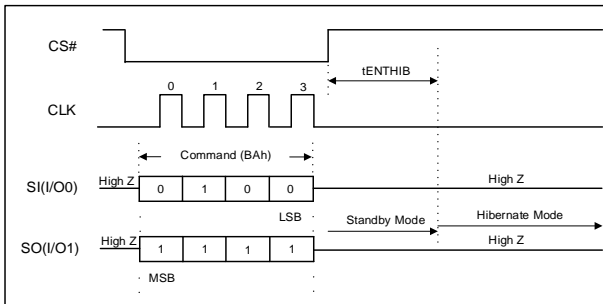 CS#
tENTHIB
0 1 2 3
CLK
Command (BAh)
High Z
High Z
SI(I/O0)
0 1 0 0
LSB
Standby Mode
Hibernate Mode
High Z
High Z
SO(I/O1)
1 1 1 1
MSB